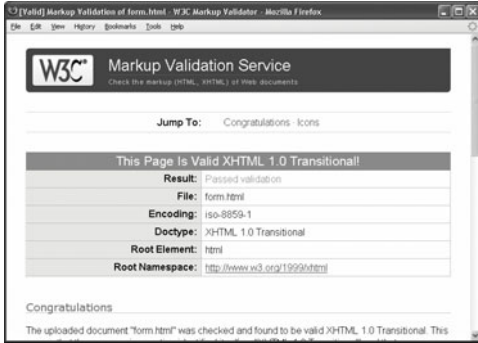 [Valid] Markup Validation of form.html - W3C Markup Validator - Mozilla Firefox
File Edit View History Bookmarks Tools Help
W3C® Markup Validation Service
Check the markup (HTML, XHTML) of Web documents
Jump To: Congratulations · Icons
This Page Is Valid XHTML 1.0 Transitional!
Result: Passed validation
File: form.html
Encoding: iso-8859-1
Doctype: XHTML 1.0 Transitional
Root Element: html
Root Namespace: http://www.w3.org/1999/xhtml
Congratulations
The uploaded document "form.html" was checked and found to be valid XHTML 1.0 Transitional. This